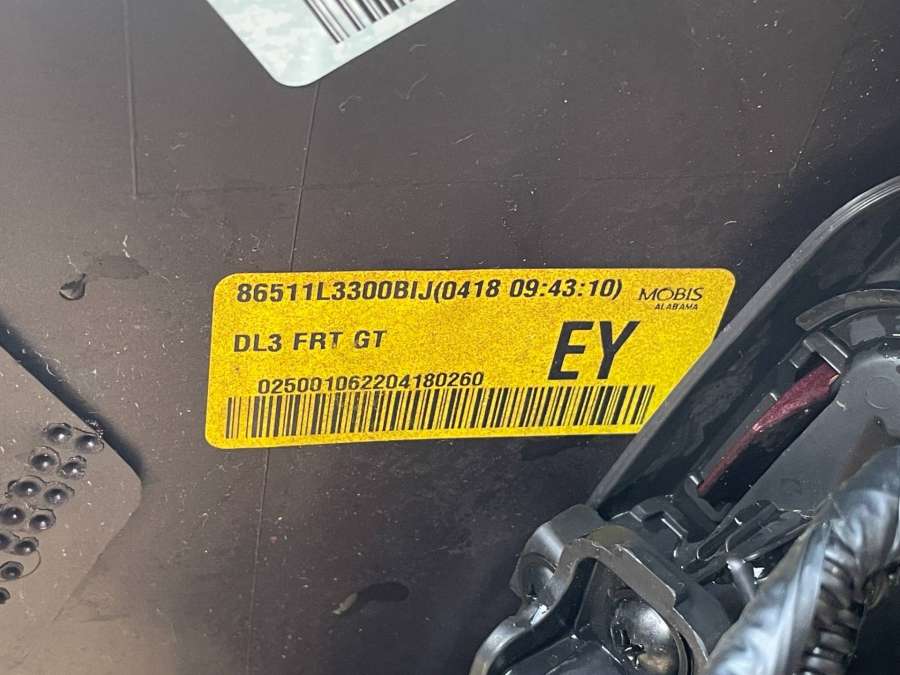 86511L3300BIJ(0418 09:43:10) MOBIS
ALABAMA
DL3 FRT GT
EY
025001062204180260